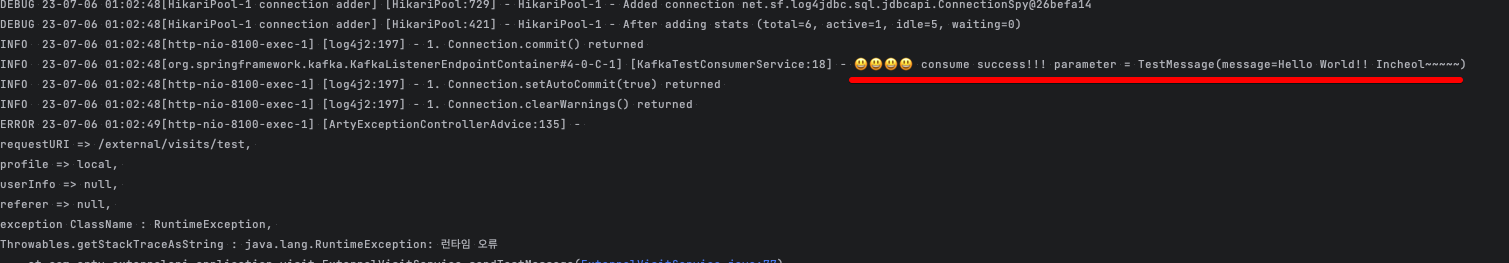 DEBUG 23-07-06 01:02:48[HikariPool-1 connection adder] [HikariPool:729] - HikariPool-1 - Added connection net.sf.log4jdbc.sql.jdbcapi.ConnectionSpy@26befa14
DEBUG 23-07-06 01:02:48[HikariPool-1 connection adder] [HikariPool:421] - HikariPool-1 - After adding stats (total=6, active=1, idle=5, waiting=0)
INFO  23-07-06 01:02:48[http-nio-8100-exec-1] [log4j2:197] - 1. Connection.commit() returned
INFO  23-07-06 01:02:48[org.springframework.kafka.KafkaListenerEndpointContainer#4-0-C-1] [KafkaTestConsumerService:18] - 😃😃😃😃 consume success!!! parameter = TestMessage(message=Hello World!! Incheol~~~~~)
INFO  23-07-06 01:02:48[http-nio-8100-exec-1] [log4j2:197] - 1. Connection.setAutoCommit(true) returned
INFO  23-07-06 01:02:48[http-nio-8100-exec-1] [log4j2:197] - 1. Connection.clearWarnings() returned
ERROR 23-07-06 01:02:49[http-nio-8100-exec-1] [ArtyExceptionControllerAdvice:135] -
requestURI => /external/visits/test,
profile => local,
userInfo => null,
referer => null,
exception ClassName : RuntimeException,
Throwables.getStackTraceAsString : java.lang.RuntimeException: 런타임 오류